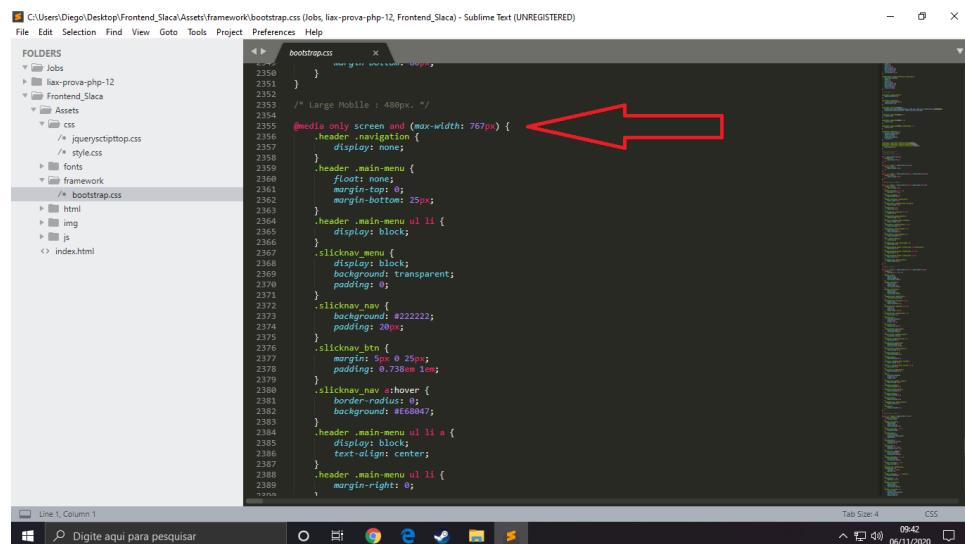 C:\Users\Diego\Desktop\Frontend_Slaca\Assets\framework\bootstrap.css (Jobs, liax-prova-php-12, Frontend_Slaca) - Sublime Text (UNREGISTERED)
File Edit Selection Find View Goto Tools Project Preferences Help
FOLDERS
Jobs
liax-prova-php-12
Frontend_Slaca
Assets
css
/* jquerysctipttop.css
/* style.css
fonts
framework
/* bootstrap.css
html
img
js
<> index.html
bootstrap.css ×
2350 }
2351 }
2352
2353 /* Large Mobile : 480px. */
2354
2355 @media only screen and (max-width: 767px) {
2356 .header .navigation {
2357 display: none;
2358 }
2359 .header .main-menu {
2360 float: none;
2361 margin-top: 0;
2362 margin-bottom: 25px;
2363 }
2364 .header .main-menu ul li {
2365 display: block;
2366 }
2367 .slicknav_menu {
2368 display: block;
2369 background: transparent;
2370 padding: 0;
2371 }
2372 .slicknav_nav {
2373 background: #222222;
2374 padding: 20px;
2375 }
2376 .slicknav_btn {
2377 margin: 5px 0 25px;
2378 padding: 0.738em 1em;
2379 }
2380 .slicknav_nav a:hover {
2381 border-radius: 0;
2382 background: #E68047;
2383 }
2384 .header .main-menu ul li a {
2385 display: block;
2386 text-align: center;
2387 }
2388 .header .main-menu ul li {
2389 margin-right: 0;
Line 1, Column 1
Tab Size: 4 CSS
Digite aqui para pesquisar
09:42
06/11/2020